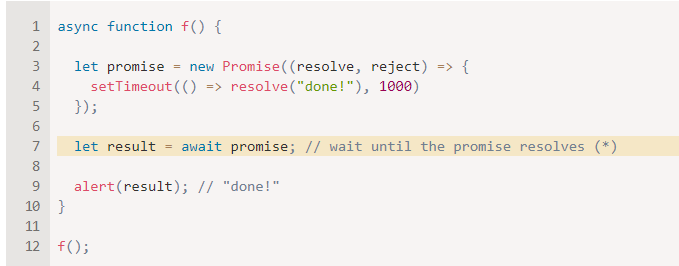 1 async function f() {
2
3   let promise = new Promise((resolve, reject) => {
4     setTimeout(() => resolve("done!"), 1000)
5   });
6
7   let result = await promise; // wait until the promise resolves (*)
8
9   alert(result); // "done!"
10 }
11
12 f();